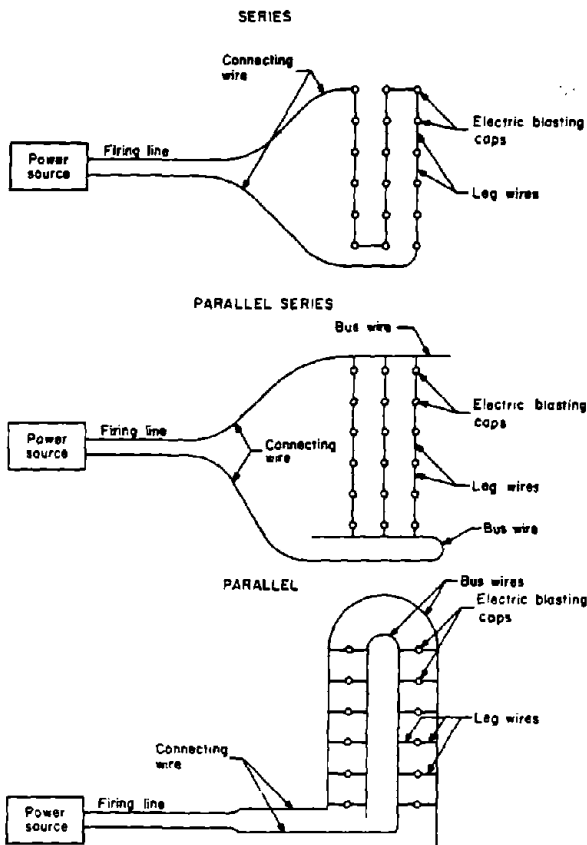 SERIES
Connecting
wire
Electric blasting
caps
Firing line
Power
source
Leg wires
PARALLEL SERIES
Bus wire
Electric blasting
caps
Firing line
Power
source
Connecting
wire
Leg wires
Bus wire
PARALLEL
Bus wires
Electric blasting
caps
Leg wires
Connecting
wire
Firing line
Power
source